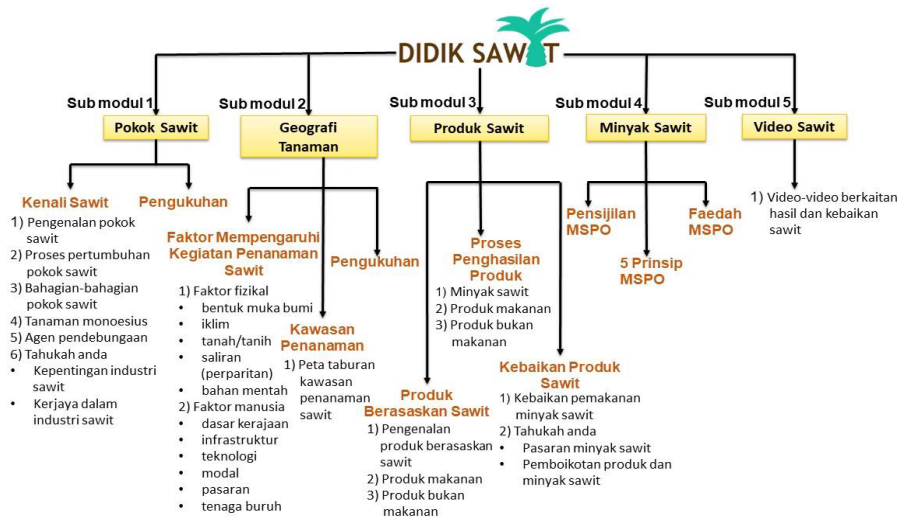 DIDIK SAWIT
Sub modul 1
Pokok Sawit
Kenali Sawit
1) Pengenalan pokok
sawit
2) Proses pertumbuhan
pokok sawit
3) Bahagian-bahagian
pokok sawit
4) Tanaman monoesius
5) Agen pendebungaan
6) Tahukah anda
• Kepentingan industri
sawit
• Kerjaya dalam
industri sawit
Pengukuhan
Sub modul 2
Geografi
Tanaman
Faktor Mempengaruhi
Kegiatan Penanaman
Sawit
1) Faktor fizikal
• bentuk muka bumi
• iklim
• tanah/tanih
• saliran
(perparitan)
• bahan mentah
2) Faktor manusia
• dasar kerajaan
• infrastruktur
• teknologi
• modal
• pasaran
• tenaga buruh
Kawasan
Penanaman
1) Peta taburan
kawasan
penanaman
sawit
Pengukuhan
Sub modul 3
Produk Sawit
Produk
Berasaskan Sawit
1) Pengenalan
produk berasaskan
sawit
2) Produk makanan
3) Produk bukan
makanan
Proses
Penghasilan
Produk
1) Minyak sawit
2) Produk makanan
3) Produk bukan
makanan
Kebaikan Produk
Sawit
1) Kebaikan pemakanan
minyak sawit
2) Tahukah anda
• Pasaran minyak sawit
• Pemboikotan produk dan
minyak sawit
Sub modul 4
Minyak Sawit
Pensijilan
MSPO
5 Prinsip
MSPO
Faedah
MSPO
Sub modul 5
Video Sawit
1) Video-video berkaitan
hasil dan kebaikan
sawit